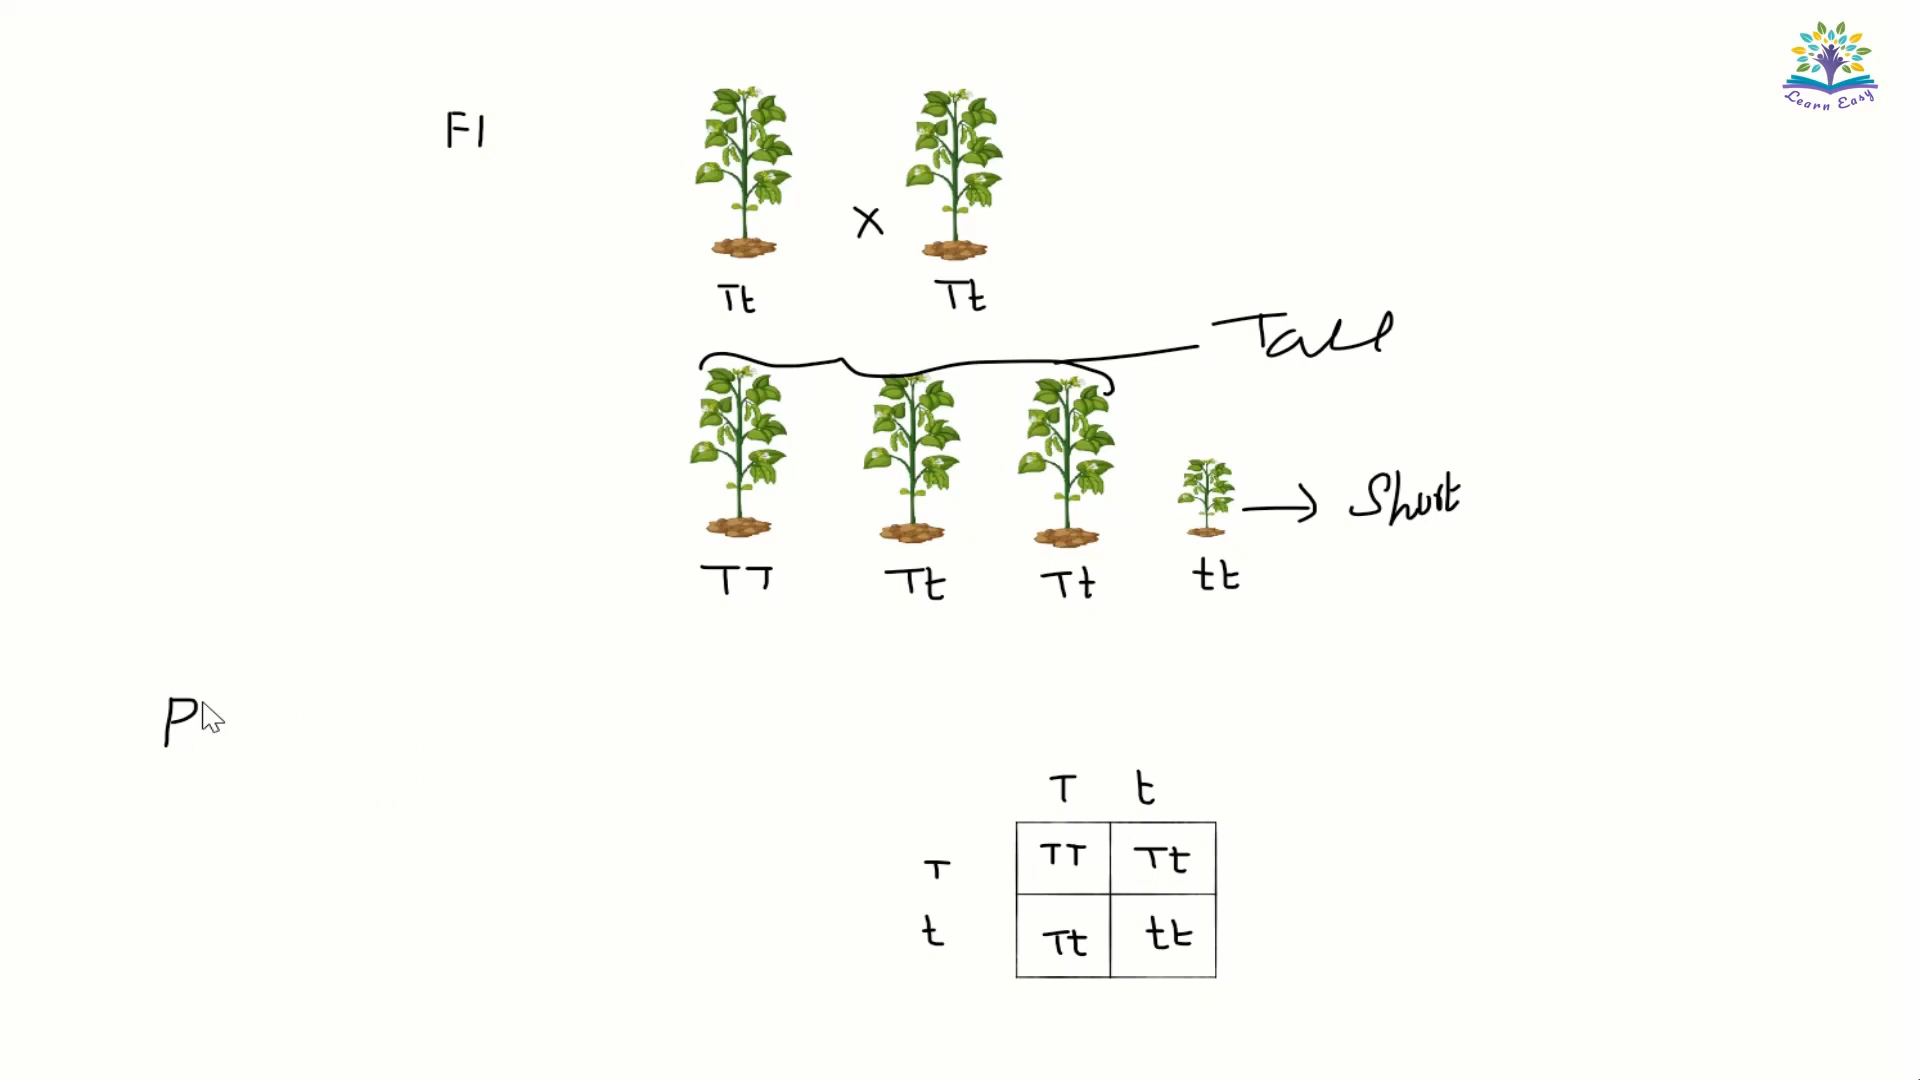 Learn Easy
F1
X
Tt Tt
Tall
Short
TT Tt Tt tt
P
T t
T TT Tt
t Tt tt